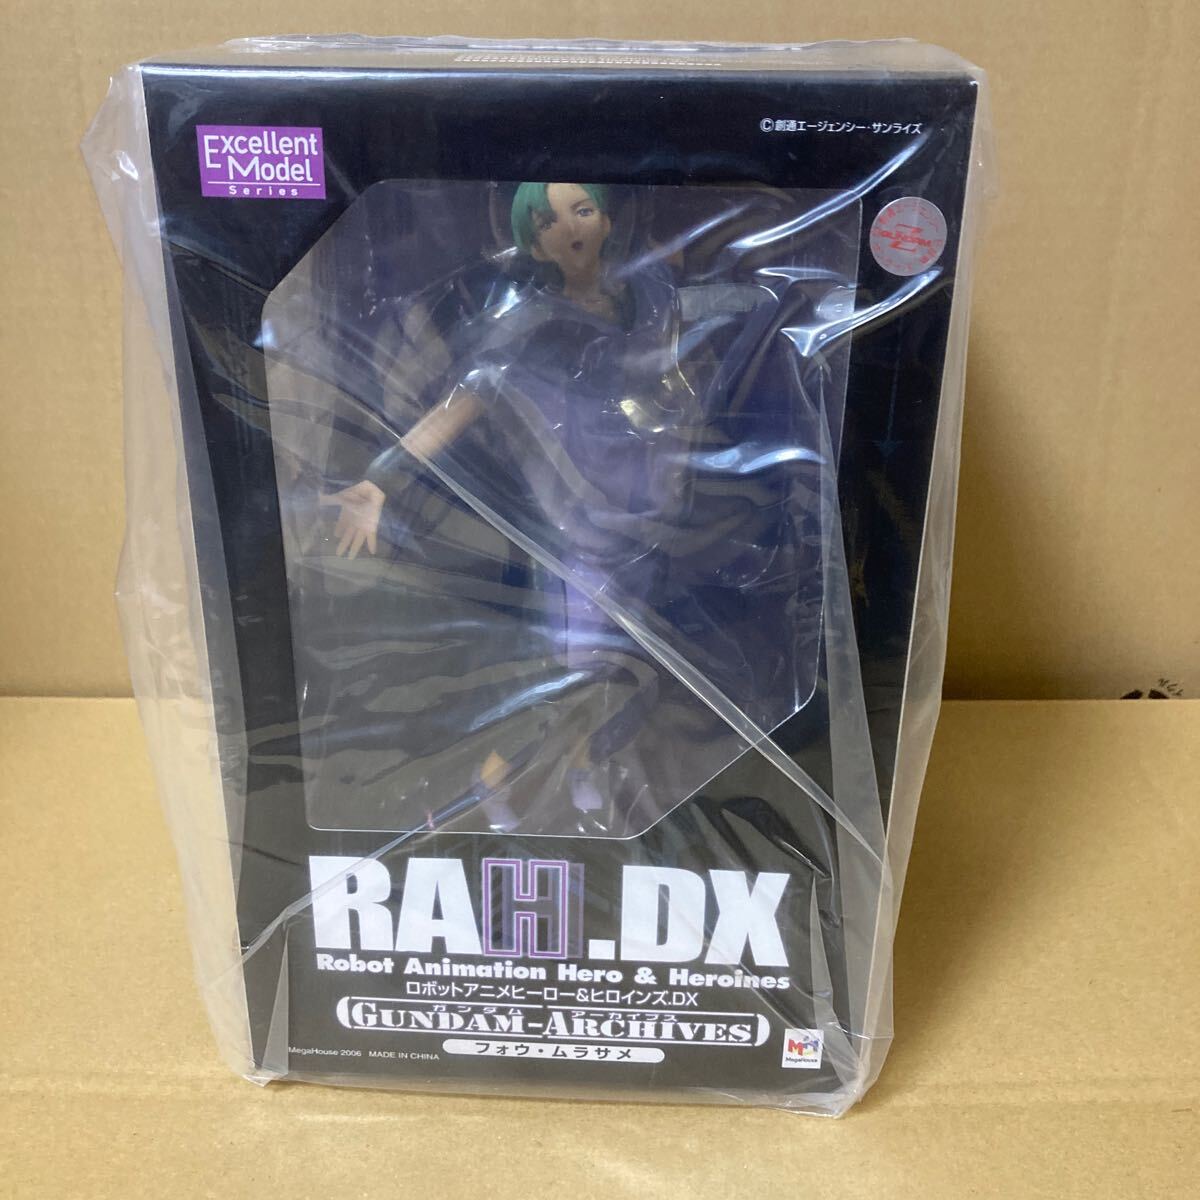 Excellent
Model
Series
©創通エージェンシー・サンライズ
Z
GUNDAM
RAH.DX
Robot Animation Hero & Heroines
ロボットアニメヒーロー&ヒロインズ.DX
ガンダム アーカイブス
GUNDAM-ARCHIVES
フォウ・ムラサメ
MegaHouse 2006 MADE IN CHINA
MegaHouse